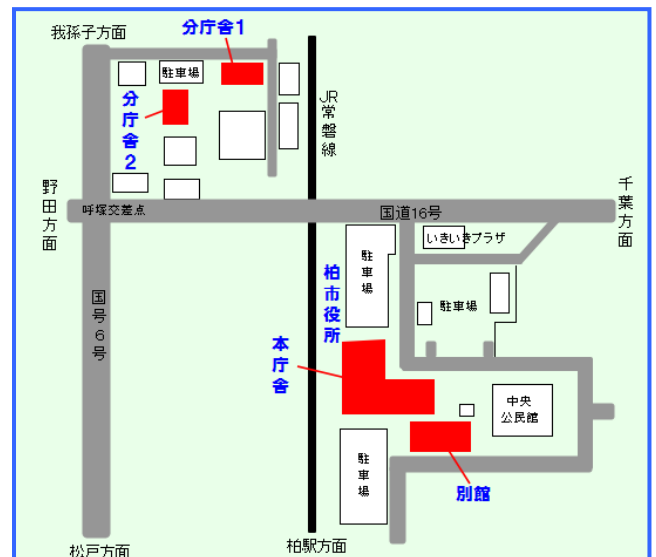 我孫子方面
分庁舎1
駐車場
分庁舎2
JR常磐線
野田方面
千葉方面
呼塚交差点
国道16号
いきいきプラザ
駐車場
柏市役所
駐車場
国号6号
本庁舎
中央
公民館
駐車場
別館
松戸方面
柏駅方面